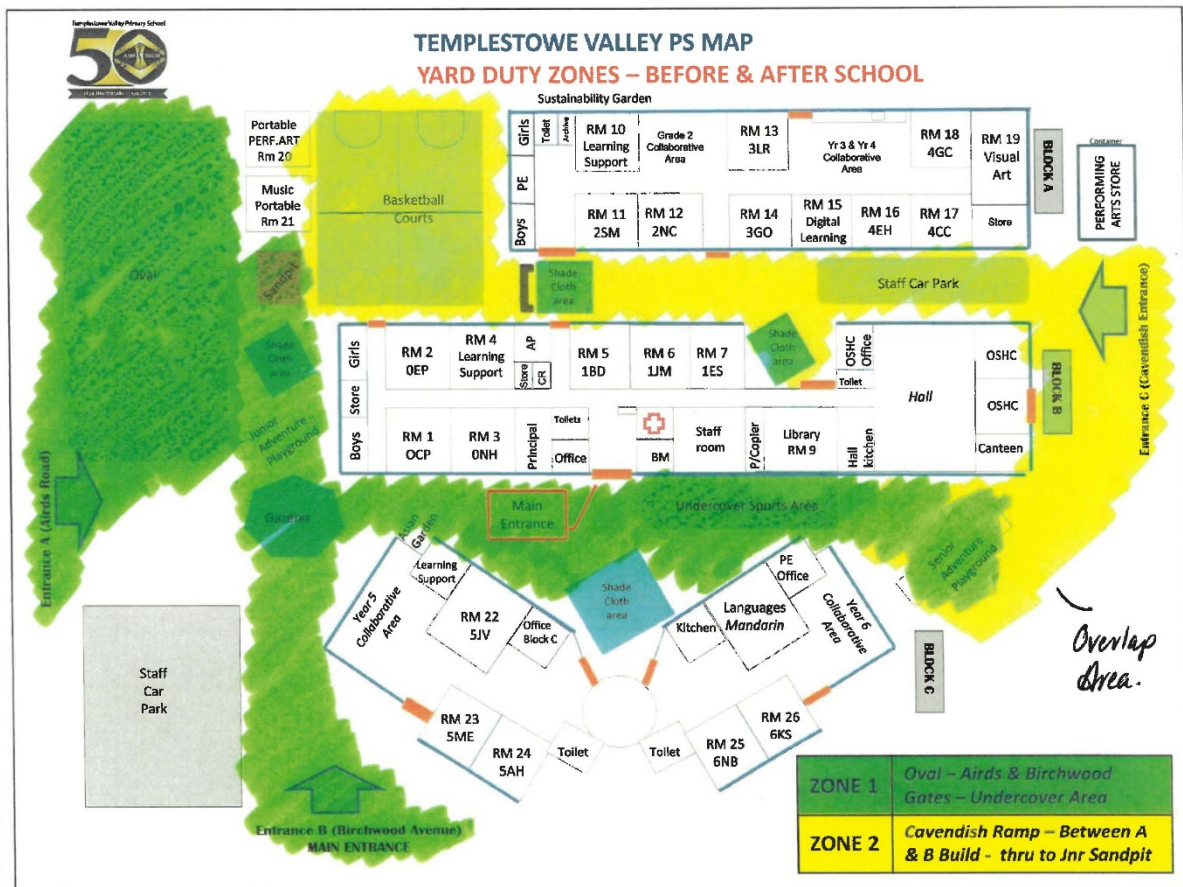 Templestowe Valley Primary School
50
TEMPLESTOWE VALLEY PS MAP
YARD DUTY ZONES – BEFORE & AFTER SCHOOL
Sustainability Garden
Portable
PERF.ART
Rm 20
Music
Portable
Rm 21
Basketball
Courts
Oval
Sandpit
Girls
Toilet
Archive
RM 10
Learning
Support
Grade 2
Collaborative
Area
RM 13
3LR
Yr 3 & Yr 4
Collaborative
Area
RM 18
4GC
RM 19
Visual
Art
PE
Boys
RM 11
2SM
RM 12
2NC
RM 14
3GO
RM 15
Digital
Learning
RM 16
4EH
RM 17
4CC
Store
BLOCK A
Container
PERFORMING
ARTS STORE
Shade
Cloth
area
Staff Car Park
Entrance C (Cavendish Entrance)
Shade
Cloth
area
Junior
Adventure
Playground
Girls
Store
Boys
RM 2
0EP
RM 4
Learning
Support
AP
Store
CR
RM 5
1BD
RM 6
1JM
RM 7
1ES
Shade
Cloth
area
OSHC
Office
Toilet
Hall
OSHC
OSHC
Canteen
BLOCK B
RM 1
OCP
RM 3
0NH
Principal
Toilets
Office
BM
Staff
room
P/Copier
Library
RM 9
Hall
kitchen
Entrance A (Airds Road)
Gazebo
Main
Entrance
Undercover Sports Area
Senior
Adventure
Playground
Asian
Garden
Learning
Support
Year 5
Collaborative
Area
RM 22
5JV
Office
Block C
Shade
Cloth
area
Kitchen
Languages
Mandarin
PE
Office
Year 6
Collaborative
Area
BLOCK C
Overlap
Area.
Staff
Car
Park
RM 23
5ME
RM 24
5AH
Toilet
Toilet
RM 25
6NB
RM 26
6KS
Entrance B (Birchwood Avenue)
MAIN ENTRANCE
ZONE 1
Oval – Airds & Birchwood
Gates – Undercover Area
ZONE 2
Cavendish Ramp – Between A
& B Build - thru to Jnr Sandpit